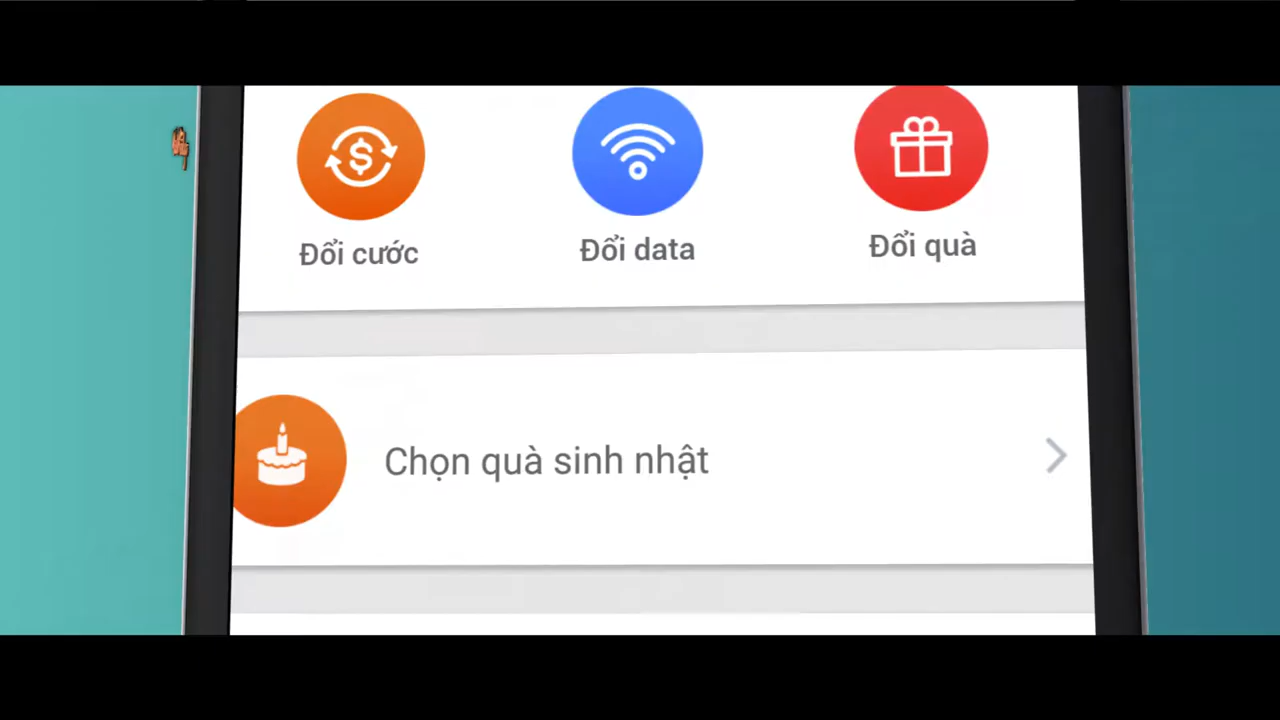 Đổi cước
Đổi data
Đổi quà
Chọn quà sinh nhật